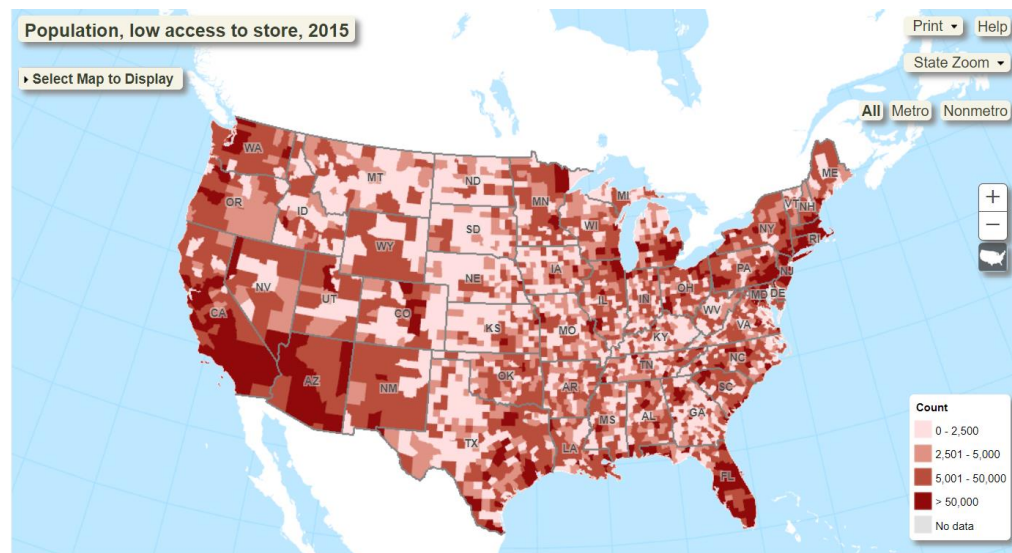 Population, low access to store, 2015
Print
Help
State Zoom
Select Map to Display
All
Metro
Nonmetro
WA
MT
ND
MN
MI
ME
VT
NH
OR
ID
SD
WI
NY
RI
WY
IA
PA
NJ
NE
NV
UT
CO
IL
IN
OH
MD
DE
WV
CA
KS
MO
KY
VA
AZ
NM
OK
AR
TN
NC
SC
MS
AL
GA
TX
LA
FL
+
−
Count
0 - 2,500
2,501 - 5,000
5,001 - 50,000
> 50,000
No data